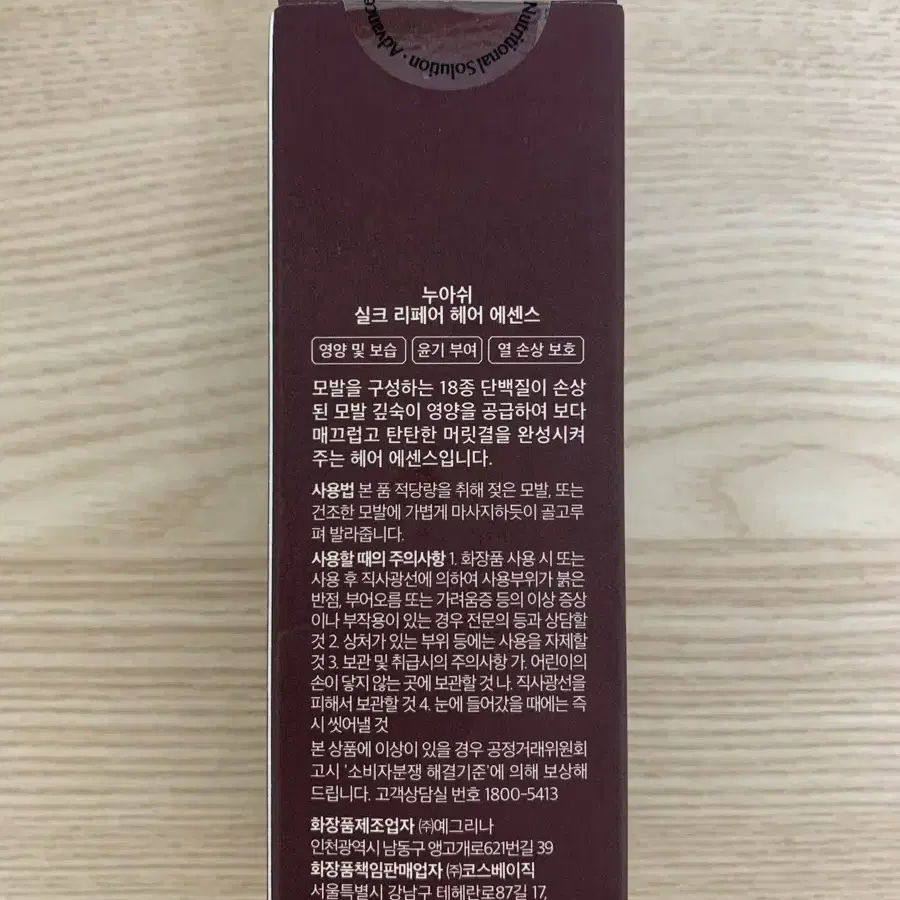 Nutritional Solution · Advance
누아쉬
실크 리페어 헤어 에센스
영양 및 보습 윤기 부여 열 손상 보호
모발을 구성하는 18종 단백질이 손상
된 모발 깊숙이 영양을 공급하여 보다
매끄럽고 탄탄한 머릿결을 완성시켜
주는 헤어 에센스입니다.
사용법 본 품 적당량을 취해 젖은 모발, 또는
건조한 모발에 가볍게 마사지하듯이 골고루
펴 발라줍니다.
사용할 때의 주의사항 1. 화장품 사용 시 또는
사용 후 직사광선에 의하여 사용부위가 붉은
반점, 부어오름 또는 가려움증 등의 이상 증상
이나 부작용이 있는 경우 전문의 등과 상담할
것 2. 상처가 있는 부위 등에는 사용을 자제할
것 3. 보관 및 취급시의 주의사항 가. 어린이의
손이 닿지 않는 곳에 보관할 것 나. 직사광선을
피해서 보관할 것 4. 눈에 들어갔을 때에는 즉
시 씻어낼 것
본 상품에 이상이 있을 경우 공정거래위원회
고시 '소비자분쟁 해결기준'에 의해 보상해
드립니다. 고객상담실 번호 1800-5413
화장품제조업자 ㈜예그리나
인천광역시 남동구 앵고개로621번길 39
화장품책임판매업자 ㈜코스베이직
서울특별시 강남구 테헤란로87길 17,